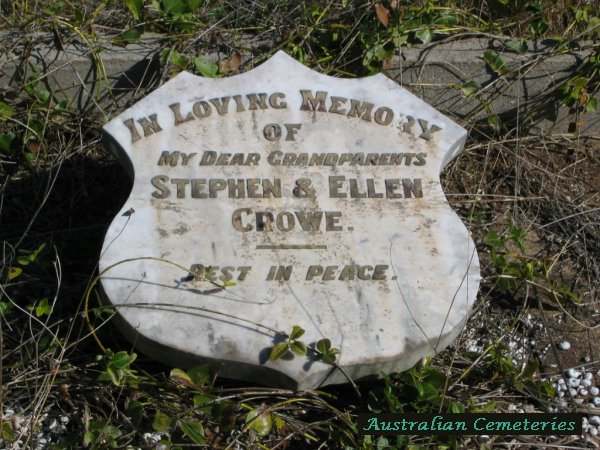 In Loving Memory
OF
My Dear Grandparents
Stephen & Ellen
Crowe.
Rest in peace.
Australian Cemeteries